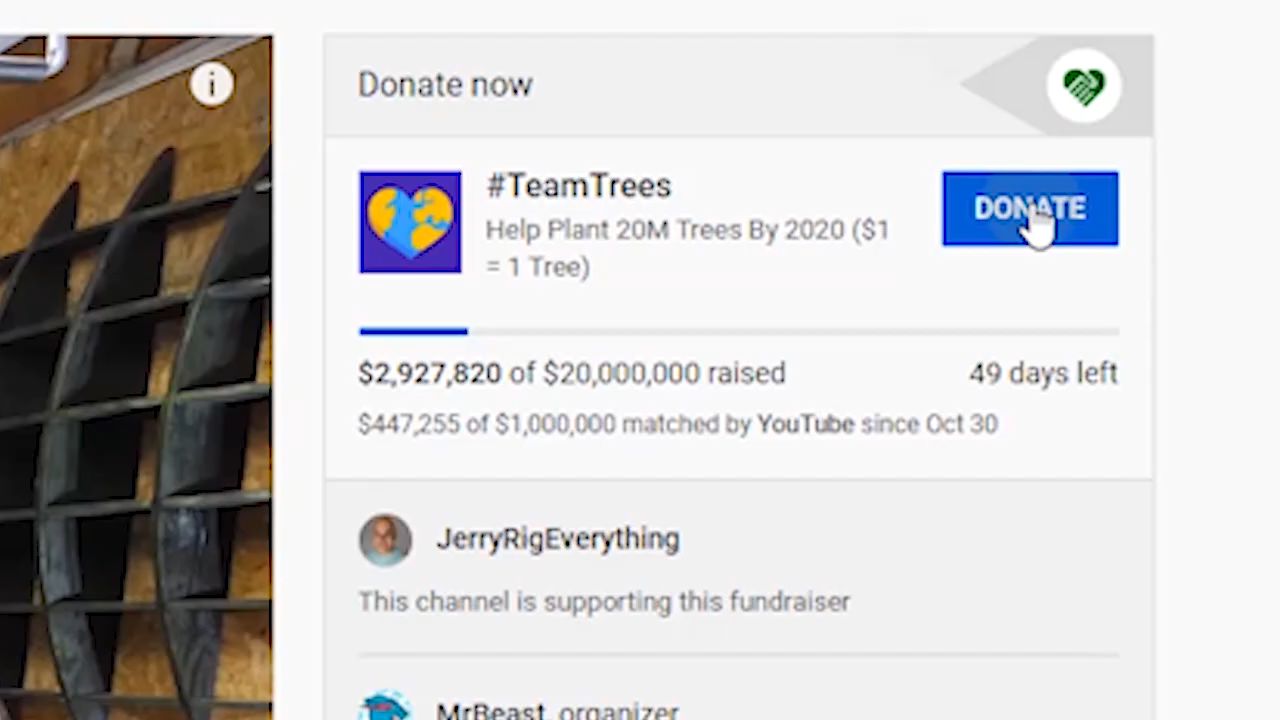 i
Donate now
#TeamTrees
Help Plant 20M Trees By 2020 ($1
= 1 Tree)
DONATE
$2,927,820 of $20,000,000 raised
49 days left
$447,255 of $1,000,000 matched by YouTube since Oct 30
JerryRigEverything
This channel is supporting this fundraiser
MrBeast, organizer